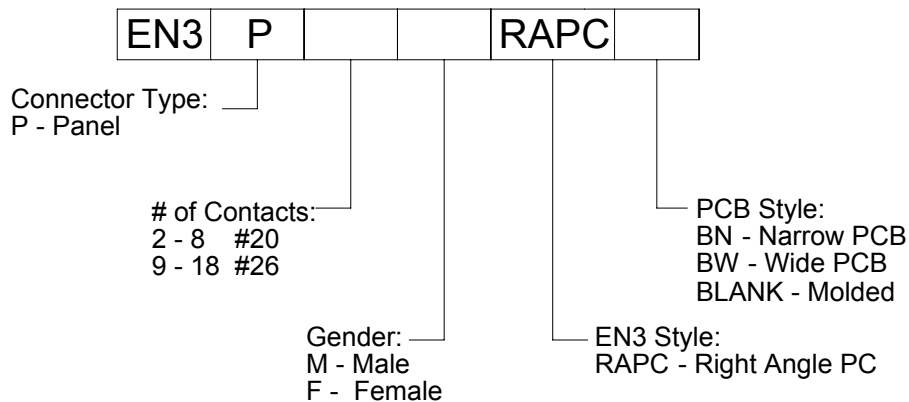 EN3 P RAPC
Connector Type:
P - Panel
# of Contacts:
2 - 8 #20
9 - 18 #26
PCB Style:
BN - Narrow PCB
BW - Wide PCB
BLANK - Molded
Gender:
M - Male
F - Female
EN3 Style:
RAPC - Right Angle PC